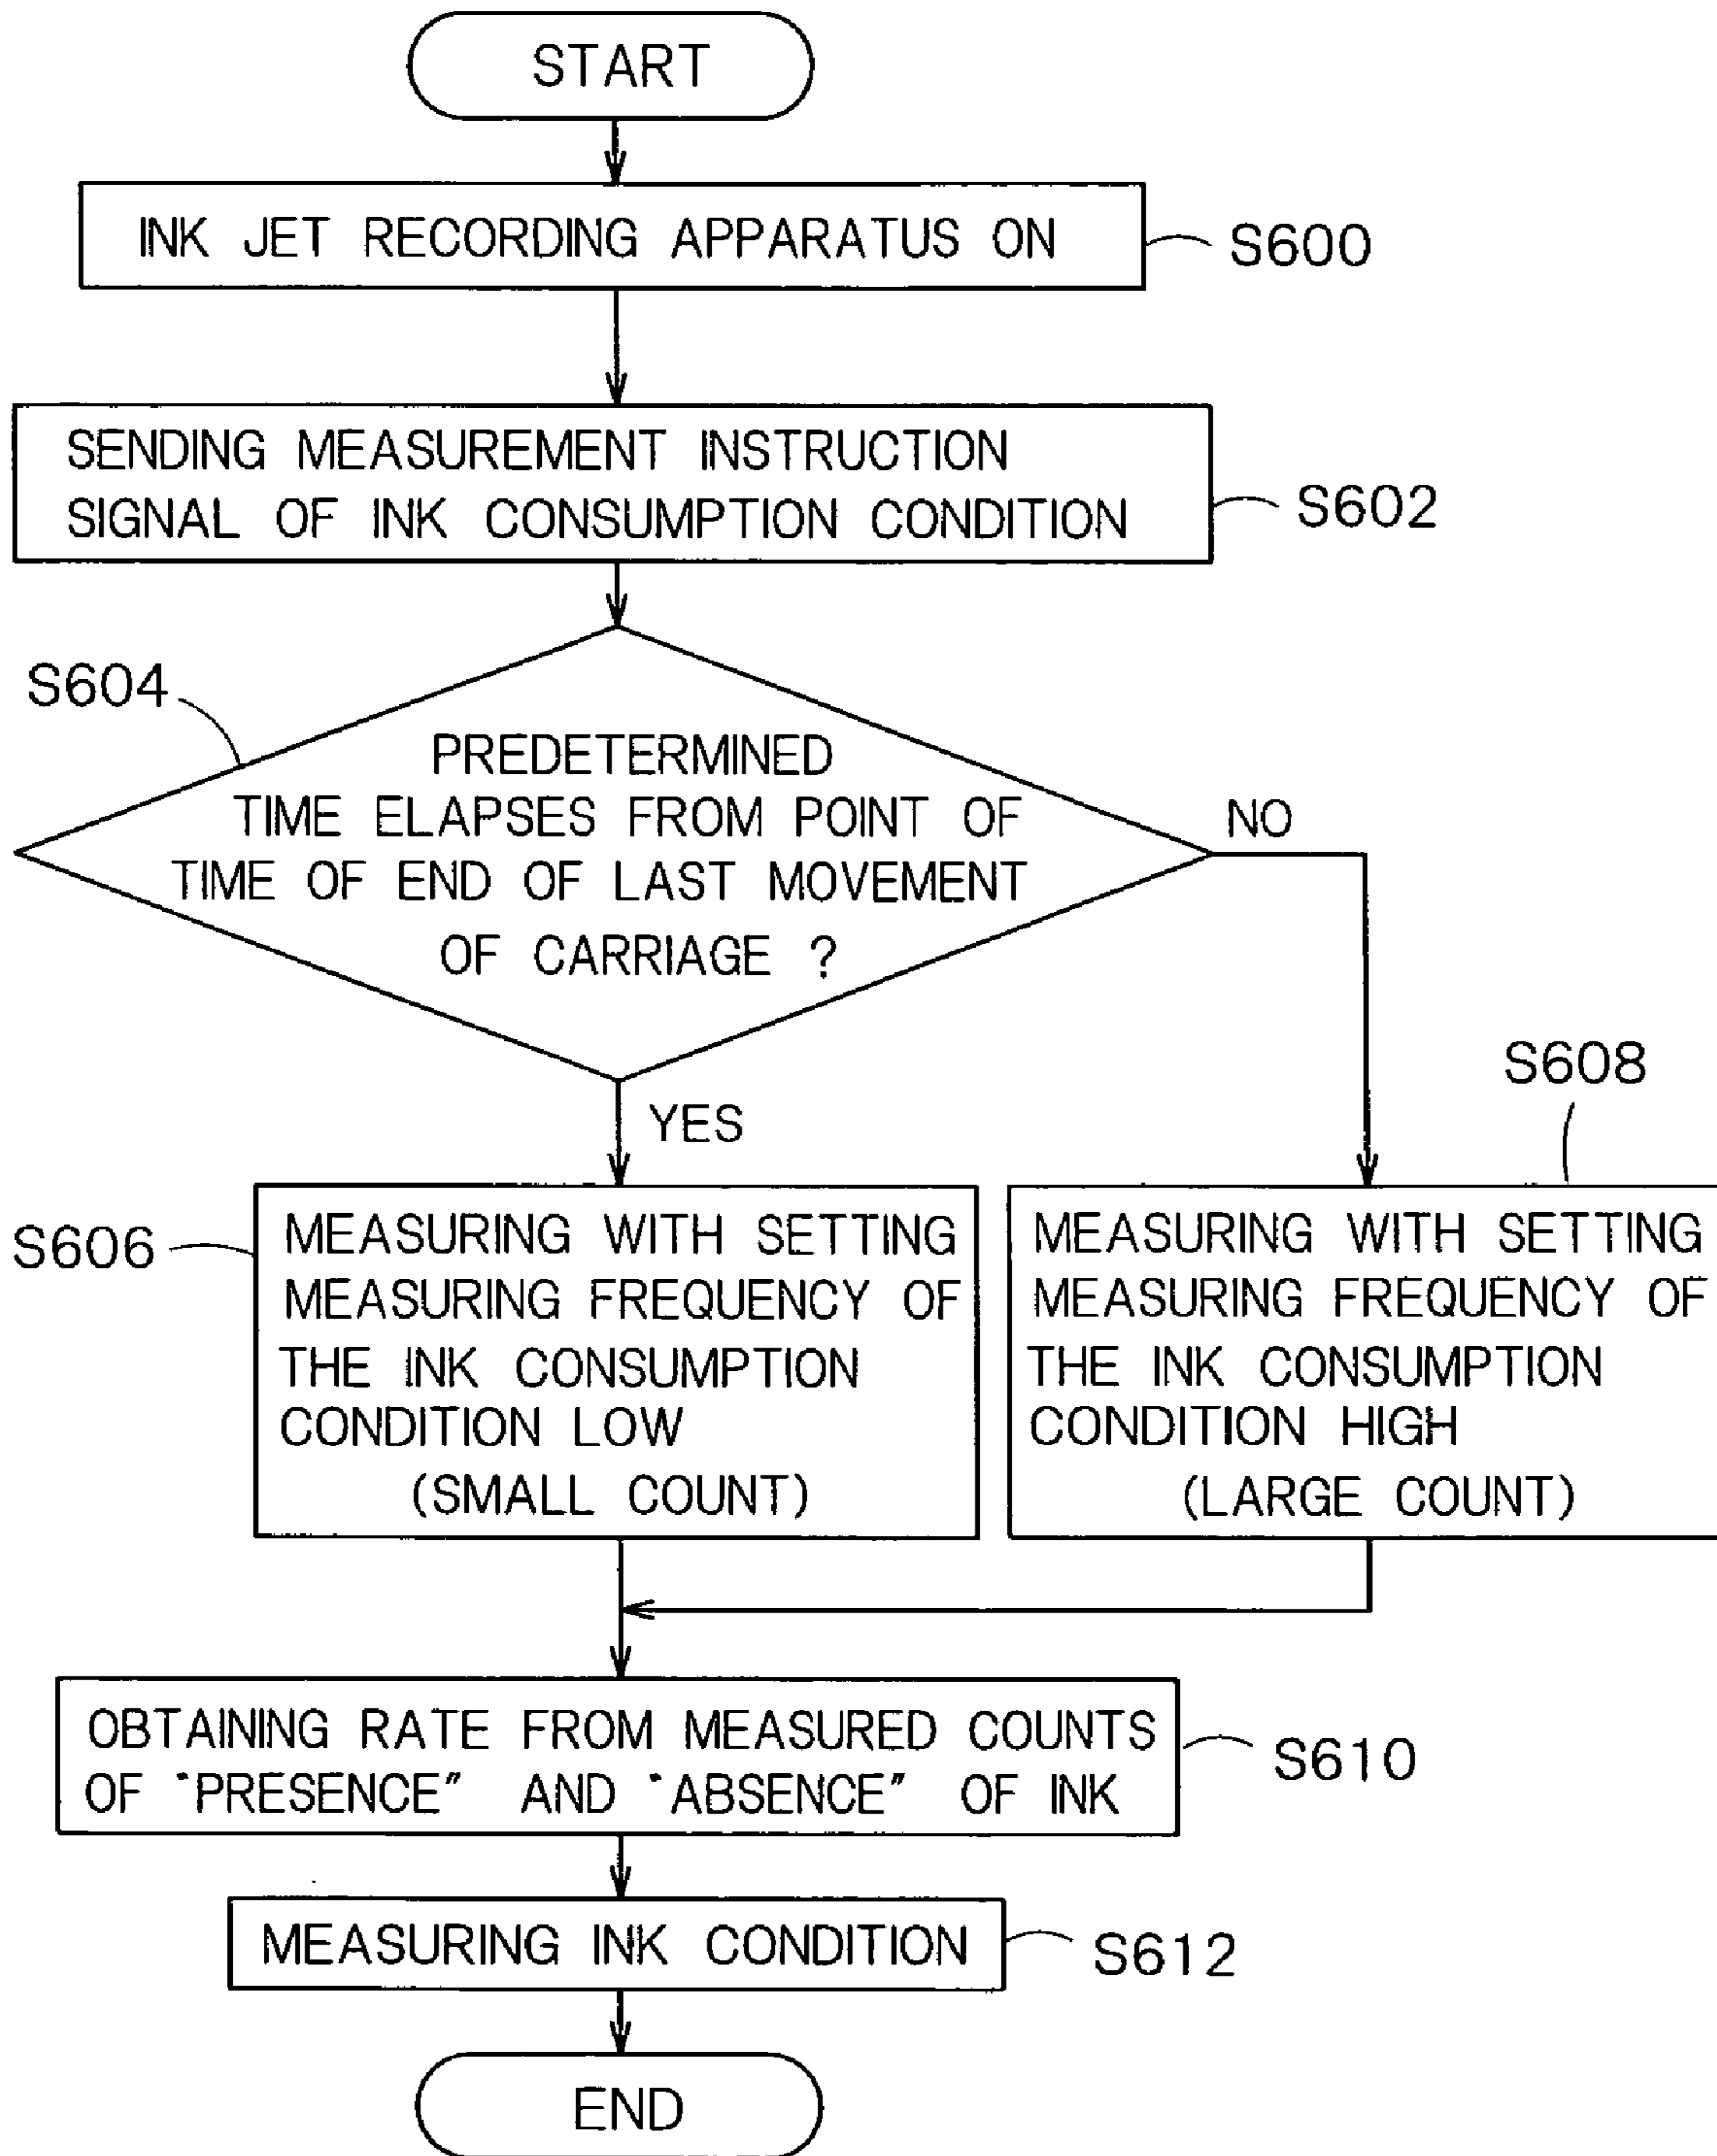 START
INK JET RECORDING APPARATUS ON
S600
SENDING MEASUREMENT INSTRUCTION
SIGNAL OF INK CONSUMPTION CONDITION
S602
S604
PREDETERMINED
TIME ELAPSES FROM POINT OF
TIME OF END OF LAST MOVEMENT
OF CARRIAGE ?
NO
YES
S606
MEASURING WITH SETTING
MEASURING FREQUENCY OF
THE INK CONSUMPTION
CONDITION LOW
(SMALL COUNT)
S608
MEASURING WITH SETTING
MEASURING FREQUENCY OF
THE INK CONSUMPTION
CONDITION HIGH
(LARGE COUNT)
OBTAINING RATE FROM MEASURED COUNTS
OF "PRESENCE" AND "ABSENCE" OF INK
S610
MEASURING INK CONDITION
S612
END